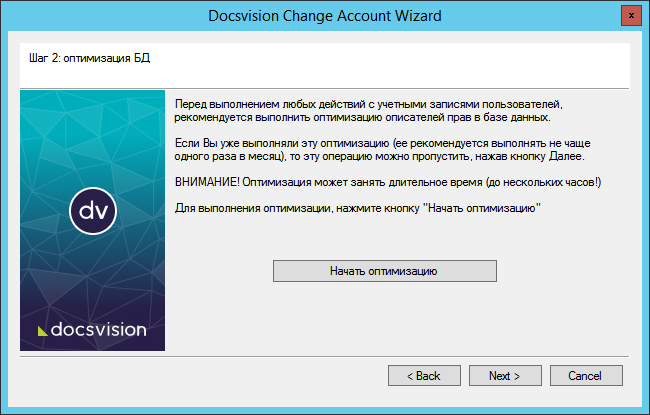 Docsvision Change Account Wizard
x
Шаг 2: оптимизация БД
Перед выполнением любых действий с учетными записями пользователей,
рекомендуется выполнить оптимизацию описателей прав в базе данных.
Если Вы уже выполняли эту оптимизацию (ее рекомендуется выполнять не чаще
одного раза в месяц), то эту операцию можно пропустить, нажав кнопку Далее.
ВНИМАНИЕ! Оптимизация может занять длительное время (до нескольких часов!)
Для выполнения оптимизации, нажмите кнопку "Начать оптимизацию"
dv
Начать оптимизацию
docsvision
< Back
Next >
Cancel